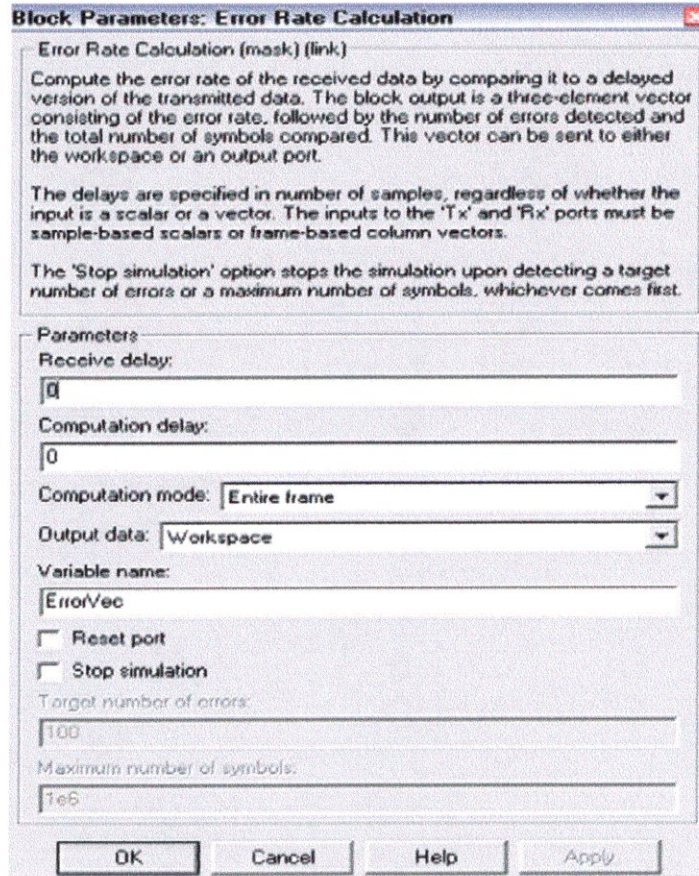 Block Parameters: Error Rate Calculation
Error Rate Calculation (mask) (link)
Compute the error rate of the received data by comparing it to a delayed
version of the transmitted data. The block output is a three-element vector
consisting of the error rate, followed by the number of errors detected and
the total number of symbols compared. This vector can be sent to either
the workspace or an output port.
The delays are specified in number of samples, regardless of whether the
input is a scalar or a vector. The inputs to the 'Tx' and 'Rx' ports must be
sample-based scalars or frame-based column vectors.
The 'Stop simulation' option stops the simulation upon detecting a target
number of errors or a maximum number of symbols, whichever comes first.
Parameters
Receive delay:
0
Computation delay:
0
Computation mode: Entire frame
Output data: Workspace
Variable name:
ErrorVec
Reset port
Stop simulation
Target number of errors:
100
Maximum number of symbols:
1e6
OK Cancel Help Apply